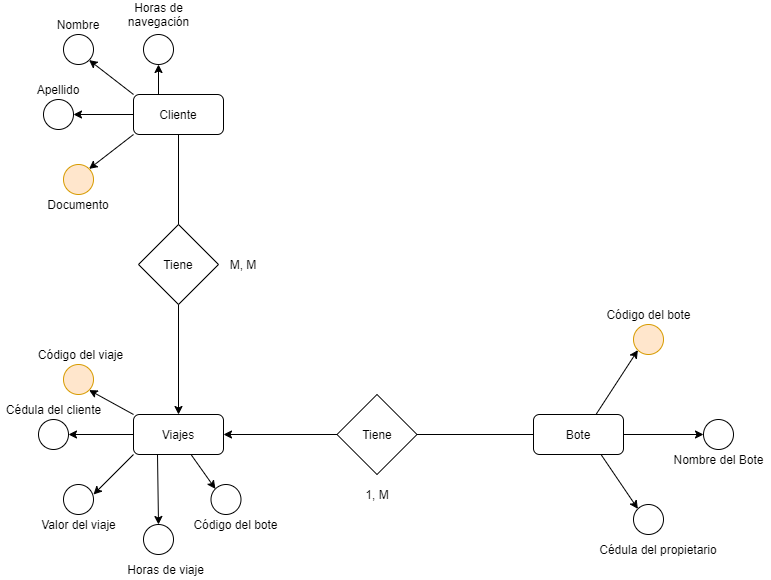 Horas de
navegación
Nombre
Apellido
Cliente
Documento
Tiene
M, M
Código del bote
Código del viaje
Cédula del cliente
Viajes
Tiene
Bote
Nombre del Bote
1, M
Valor del viaje
Código del bote
Horas de viaje
Cédula del propietario